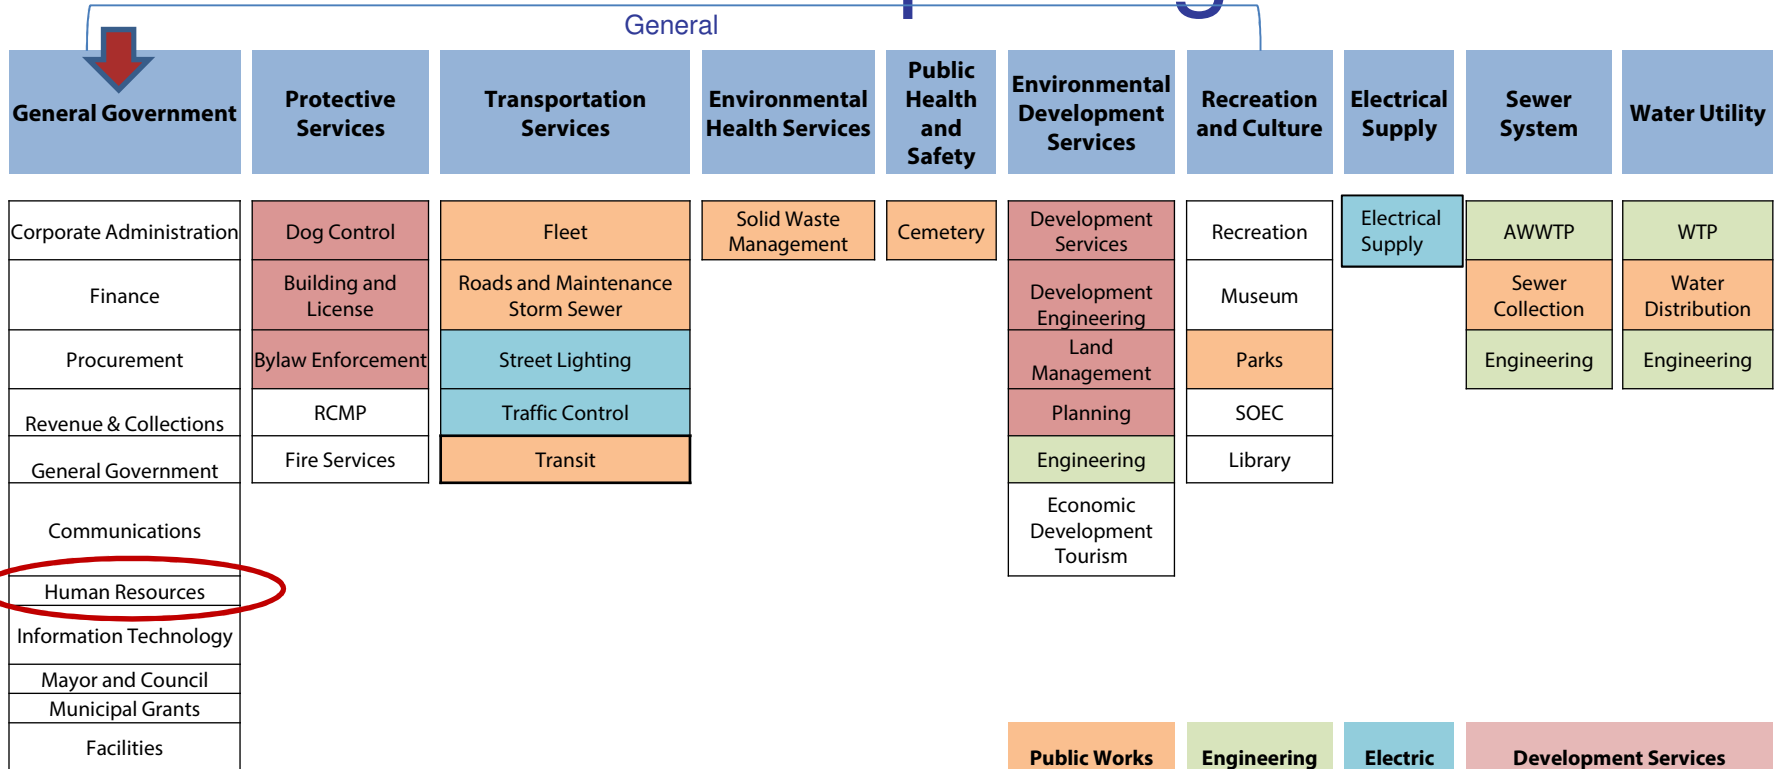 General
General Government
Protective
Services
Transportation
Services
Environmental
Health Services
Public
Health
and
Safety
Environmental
Development
Services
Recreation
and Culture
Electrical
Supply
Sewer
System
Water Utility
Corporate Administration
Finance
Procurement
Revenue & Collections
General Government
Communications
Human Resources
Information Technology
Mayor and Council
Municipal Grants
Facilities
Dog Control
Building and
License
Bylaw Enforcement
RCMP
Fire Services
Fleet
Roads and Maintenance
Storm Sewer
Street Lighting
Traffic Control
Transit
Solid Waste
Management
Cemetery
Development
Services
Development
Engineering
Land
Management
Planning
Engineering
Economic
Development
Tourism
Recreation
Museum
Parks
SOEC
Library
Electrical
Supply
AWWTP
Sewer
Collection
Engineering
WTP
Water
Distribution
Engineering
Public Works
Engineering
Electric
Development Services